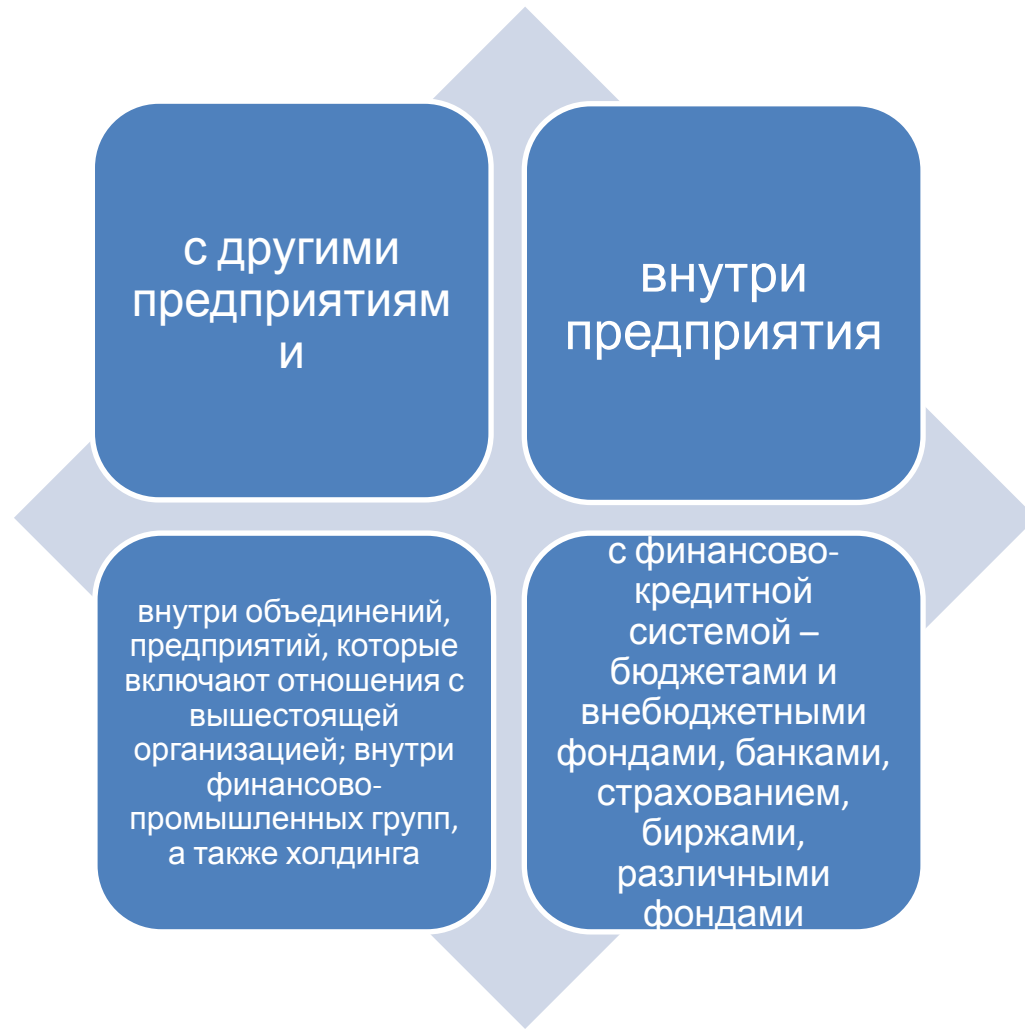 с другими
предприятиям
и
внутри
предприятия
внутри объединений,
предприятий, которые
включают отношения с
вышестоящей
организацией; внутри
финансово-
промышленных групп,
а также холдинга
с финансово-
кредитной
системой –
бюджетами и
внебюджетными
фондами, банками,
страхованием,
биржами,
различными
фондами